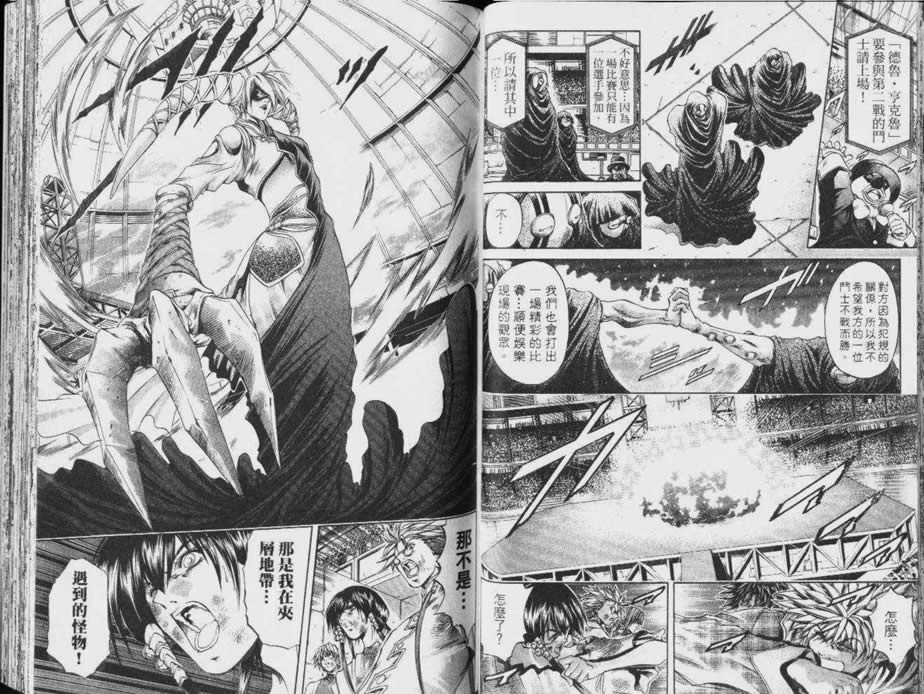 「德魯．亨克魯」
要參與第二戰的鬥
士請上場！
不好意思…因為
一場比賽只能有
一位選手參加，
所以請其中
一位…
不…
對方因為犯規的
關係，所以我不
希望我方的一位
鬥士不戰而勝。
我們也會打出
一場精彩的比
賽…順便娛樂
現場的觀眾。
怎麼…
怎麼了？
那不是…
那是我在夾
層地帶…
遇到的怪物！